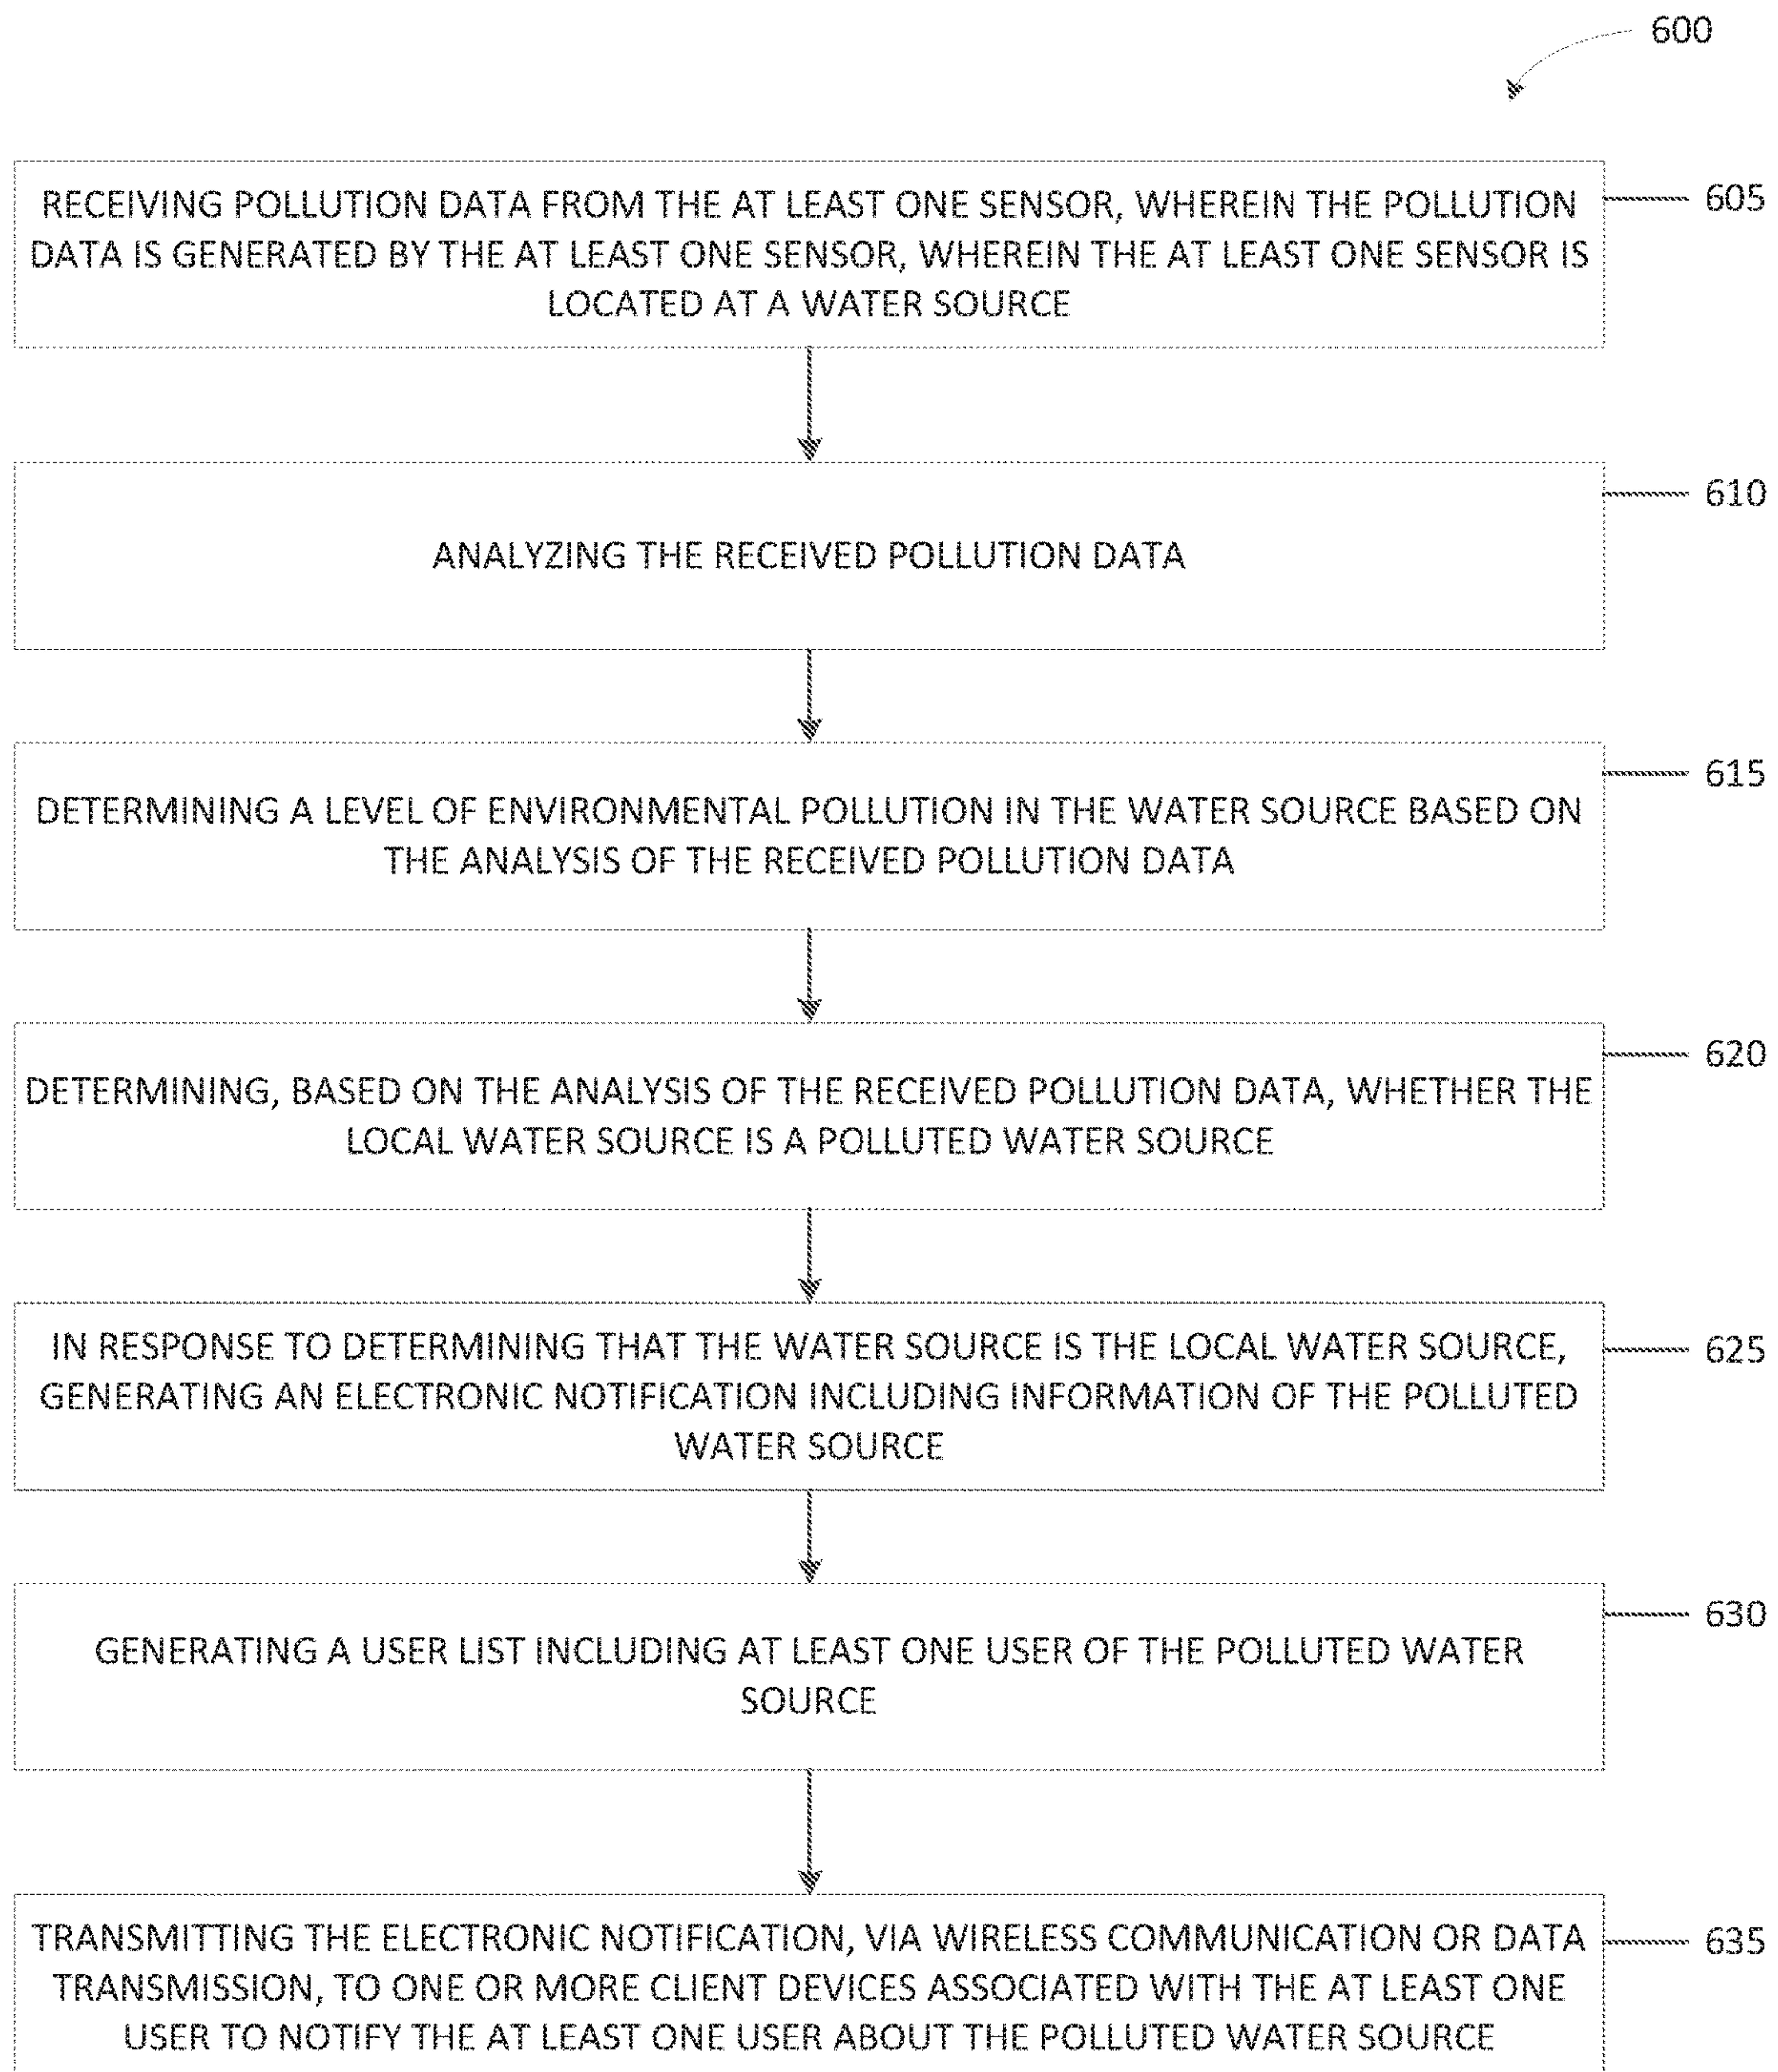 600
RECEIVING POLLUTION DATA FROM THE AT LEAST ONE SENSOR, WHEREIN THE POLLUTION
DATA IS GENERATED BY THE AT LEAST ONE SENSOR, WHEREIN THE AT LEAST ONE SENSOR IS
LOCATED AT A WATER SOURCE
605
ANALYZING THE RECEIVED POLLUTION DATA
610
DETERMINING A LEVEL OF ENVIRONMENTAL POLLUTION IN THE WATER SOURCE BASED ON
THE ANALYSIS OF THE RECEIVED POLLUTION DATA
615
DETERMINING, BASED ON THE ANALYSIS OF THE RECEIVED POLLUTION DATA, WHETHER THE
LOCAL WATER SOURCE IS A POLLUTED WATER SOURCE
620
IN RESPONSE TO DETERMINING THAT THE WATER SOURCE IS THE LOCAL WATER SOURCE,
GENERATING AN ELECTRONIC NOTIFICATION INCLUDING INFORMATION OF THE POLLUTED
WATER SOURCE
625
GENERATING A USER LIST INCLUDING AT LEAST ONE USER OF THE POLLUTED WATER
SOURCE
630
TRANSMITTING THE ELECTRONIC NOTIFICATION, VIA WIRELESS COMMUNICATION OR DATA
TRANSMISSION, TO ONE OR MORE CLIENT DEVICES ASSOCIATED WITH THE AT LEAST ONE
USER TO NOTIFY THE AT LEAST ONE USER ABOUT THE POLLUTED WATER SOURCE
635